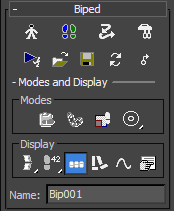 - Biped
- Modes and Display
Modes
Display
42
Name: Bip001